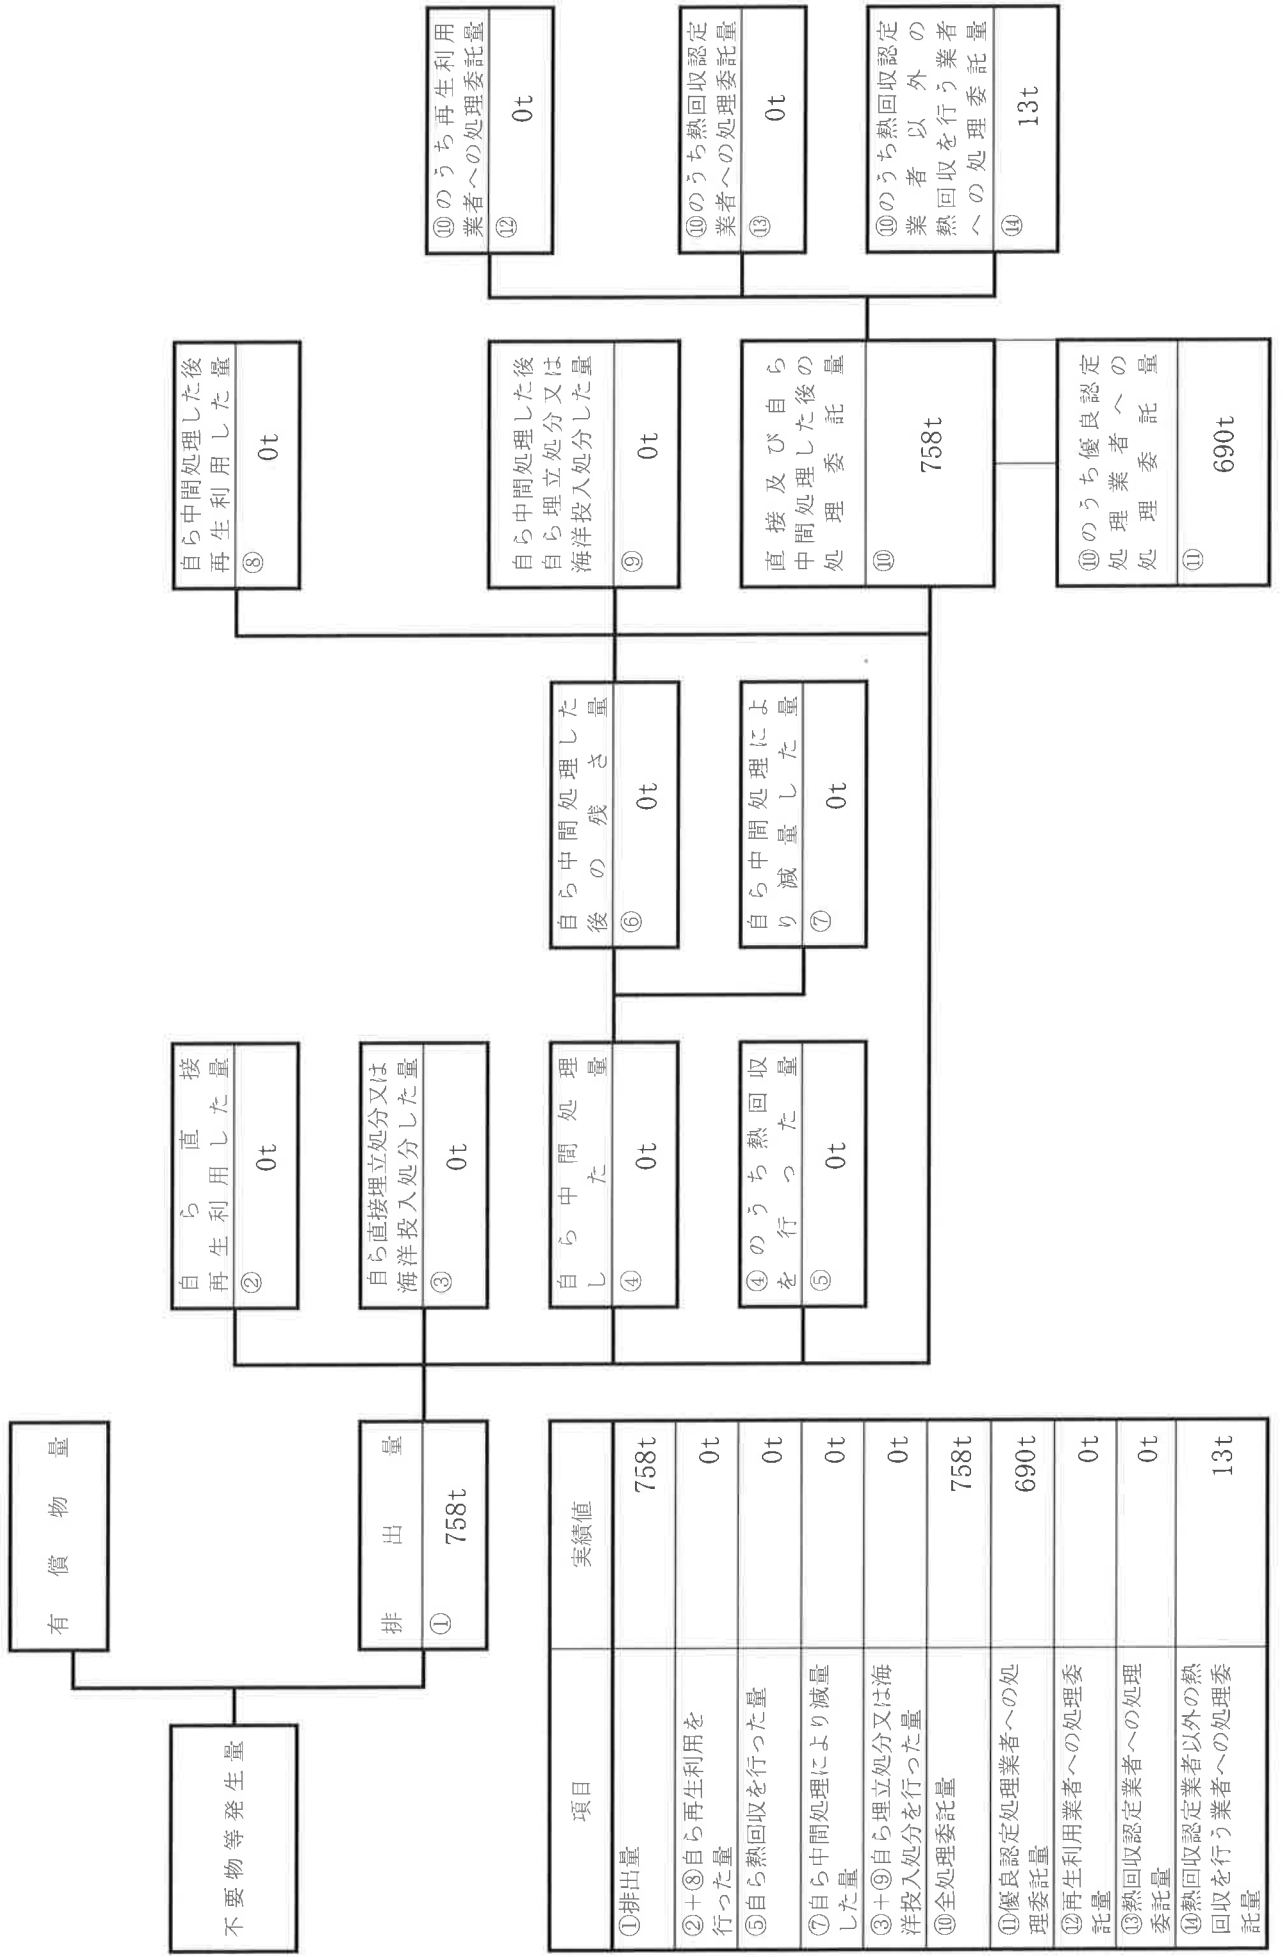 不要物等発生量
有償物量
排出量
① 758t
自ら直接
再生利用した量
② 0t
自ら直接埋立処分又は
海洋投入処分した量
③ 0t
自ら中間処理
した量
④ 0t
④のうち熱回収
を行った量
⑤ 0t
自ら中間処理した
後の残さ量
⑥ 0t
自ら中間処理によ
り減量した量
⑦ 0t
自ら中間処理した後
再生利用した量
⑧ 0t
自ら中間処理した後
自ら埋立処分又は
海洋投入処分した量
⑨ 0t
直接及び自ら
中間処理した後の
処理委託量
⑩ 758t
⑩のうち優良認定
処理業者への
処理委託量
⑪ 690t
⑩のうち再生利用
業者への処理委託量
⑫ 0t
⑩のうち熱回収認定
業者への処理委託量
⑬ 0t
⑩のうち熱回収認定
業者以外の
熱回収を行う業者
への処理委託量
⑭ 13t
項目 実績値
①排出量 758t
②+⑧自ら再生利用を
行った量 0t
⑤自ら熱回収を行った量 0t
⑦自ら中間処理により減量
した量 0t
③+⑨自ら埋立処分又は海
洋投入処分を行った量 0t
⑩全処理委託量 758t
⑪優良認定処理業者への処
理委託量 690t
⑫再生利用業者への処理委
託量 0t
⑬熱回収認定業者への処理
委託量 0t
⑭熱回収認定業者以外の熱
回収を行う業者への処理委
託量 13t